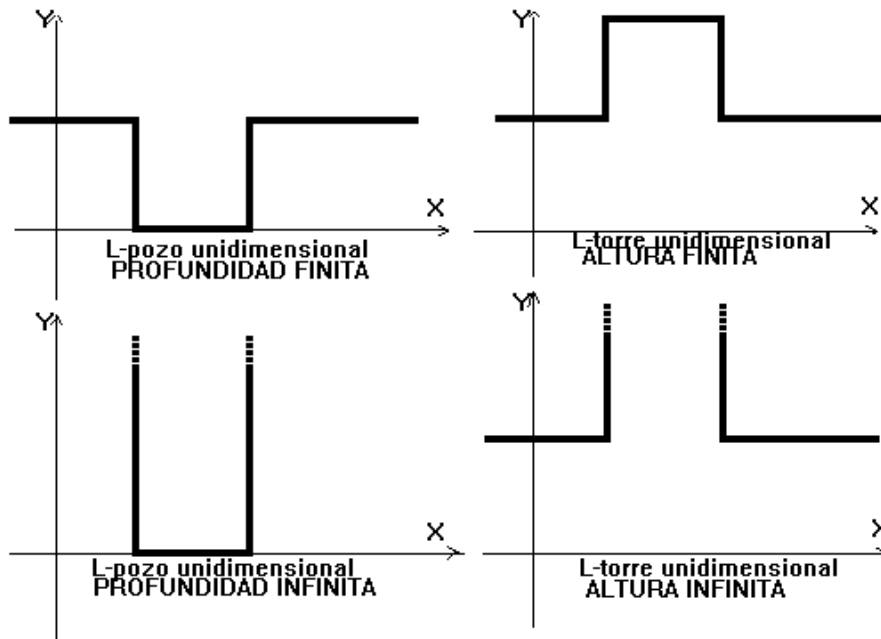 Y
X
L-pozo unidimensional
PROFUNDIDAD FINITA
Y
X
L-torre unidimensional
ALTURA FINITA
Y
X
L-pozo unidimensional
PROFUNDIDAD INFINITA
Y
X
L-torre unidimensional
ALTURA INFINITA